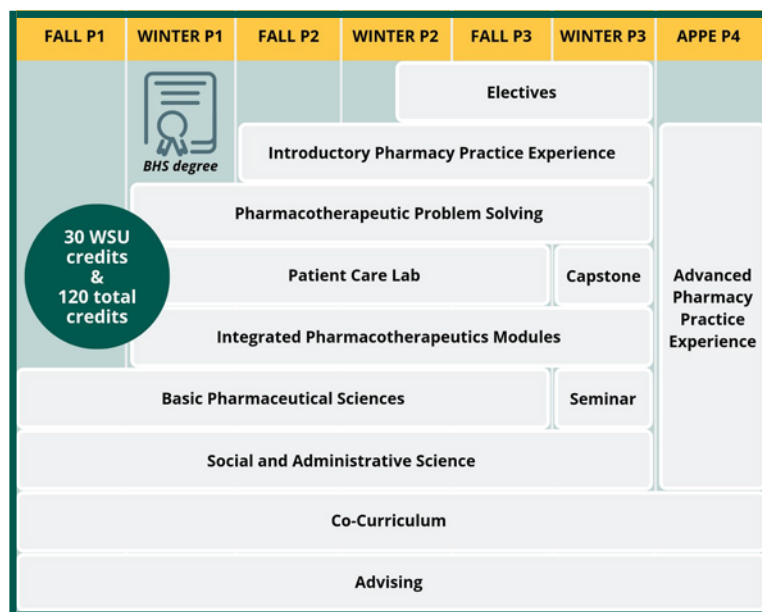 FALL P1 WINTER P1 FALL P2 WINTER P2 FALL P3 WINTER P3 APPE P4
Electives
BHS degree
Introductory Pharmacy Practice Experience
Pharmacotherapeutic Problem Solving
30 WSU
credits
&
120 total
credits
Patient Care Lab
Capstone
Advanced
Pharmacy
Practice
Experience
Integrated Pharmacotherapeutics Modules
Basic Pharmaceutical Sciences
Seminar
Social and Administrative Science
Co-Curriculum
Advising